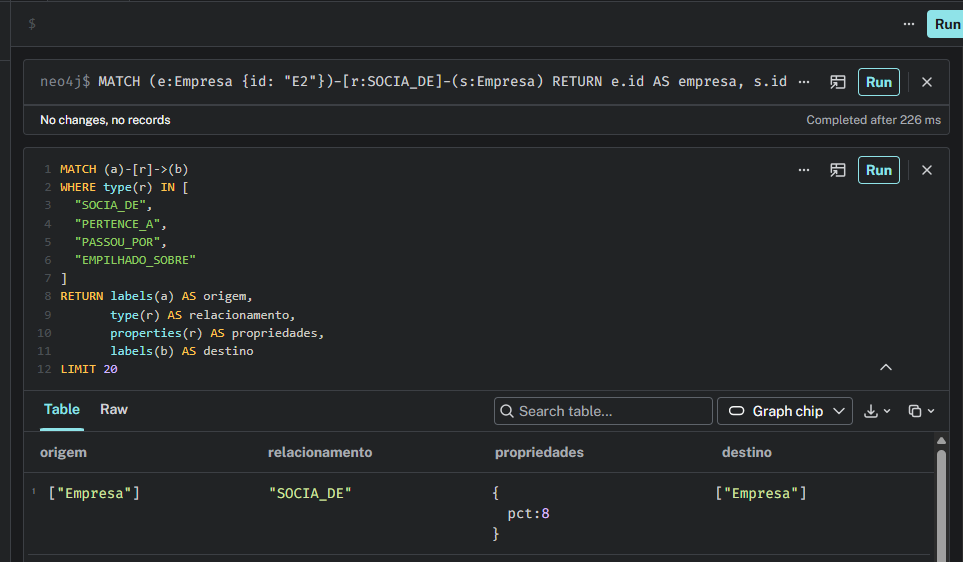 $ ··· Run
neo4j$ MATCH (e:Empresa {id: "E2"})-[r:SOCIA_DE]-(s:Empresa) RETURN e.id AS empresa, s.id ··· Run
No changes, no records Completed after 226 ms
1 MATCH (a)-[r]->(b) ··· Run
2 WHERE type(r) IN [
3 "SOCIA_DE",
4 "PERTENCE_A",
5 "PASSOU_POR",
6 "EMPILHADO_SOBRE"
7 ]
8 RETURN labels(a) AS origem,
9 type(r) AS relacionamento,
10 properties(r) AS propriedades,
11 labels(b) AS destino
12 LIMIT 20
Table Raw Search table... Graph chip
origem relacionamento propriedades destino
1 ["Empresa"] "SOCIA_DE" { ["Empresa"]
pct:8
}